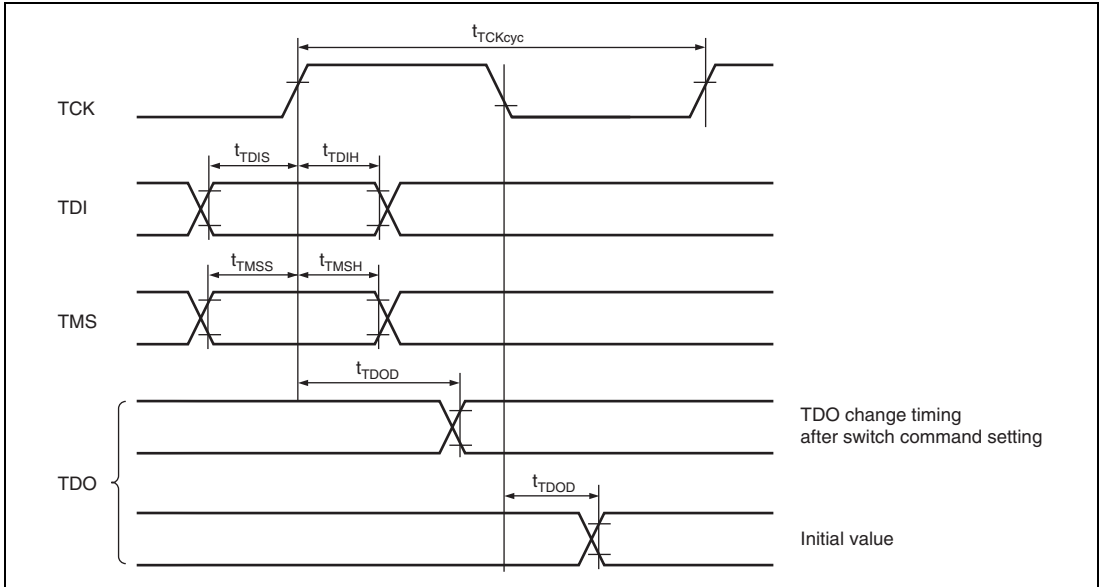 tTCKcyc
TCK
tTDIS
tTDIH
TDI
tTMSS
tTMSH
TMS
tTDOD
TDO change timing
after switch command setting
TDO
tTDOD
Initial value